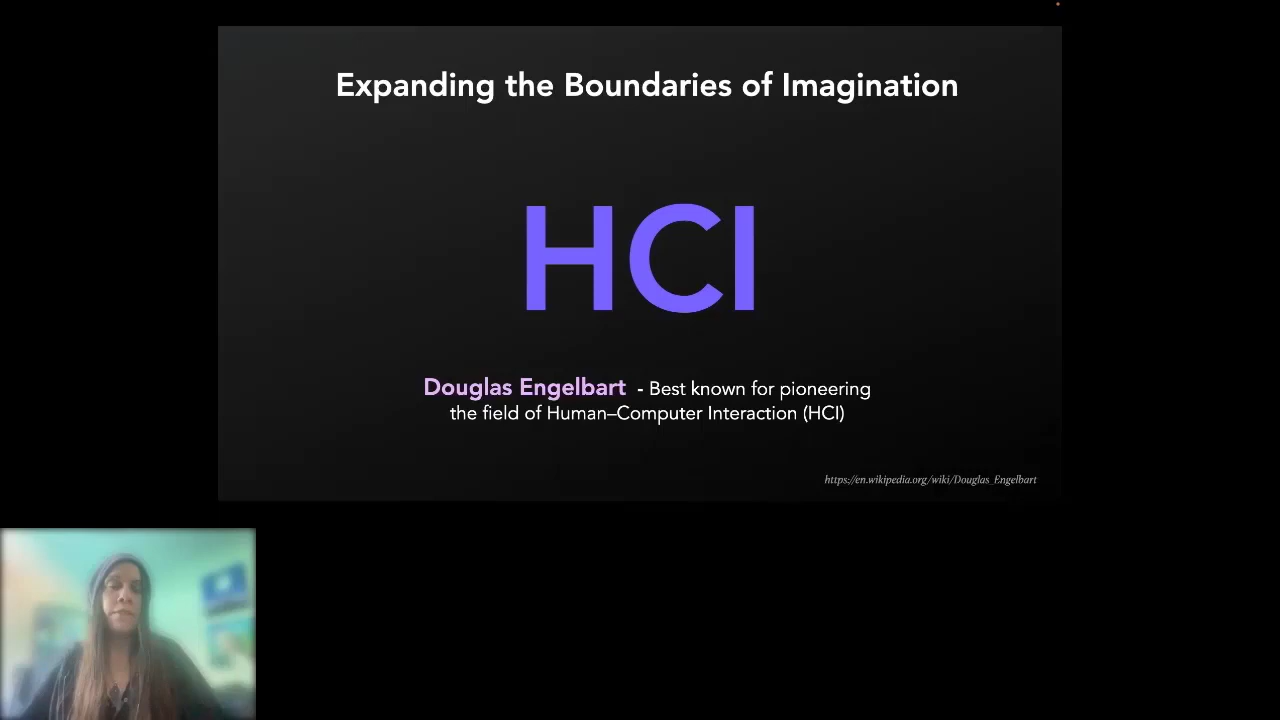 Expanding the Boundaries of Imagination
HCI
Douglas Engelbart - Best known for pioneering
the field of Human–Computer Interaction (HCI)
https://en.wikipedia.org/wiki/Douglas_Engelbart